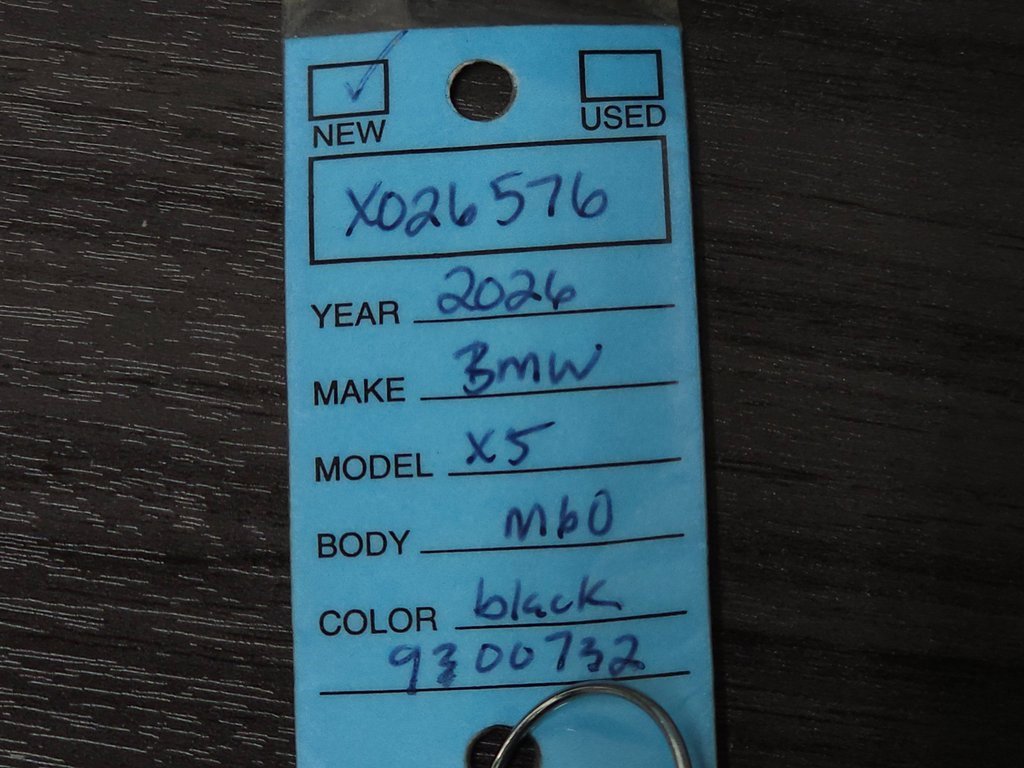 NEW USED
X026576
YEAR 2026
MAKE BMW
MODEL X5
BODY M60
COLOR black
9300732